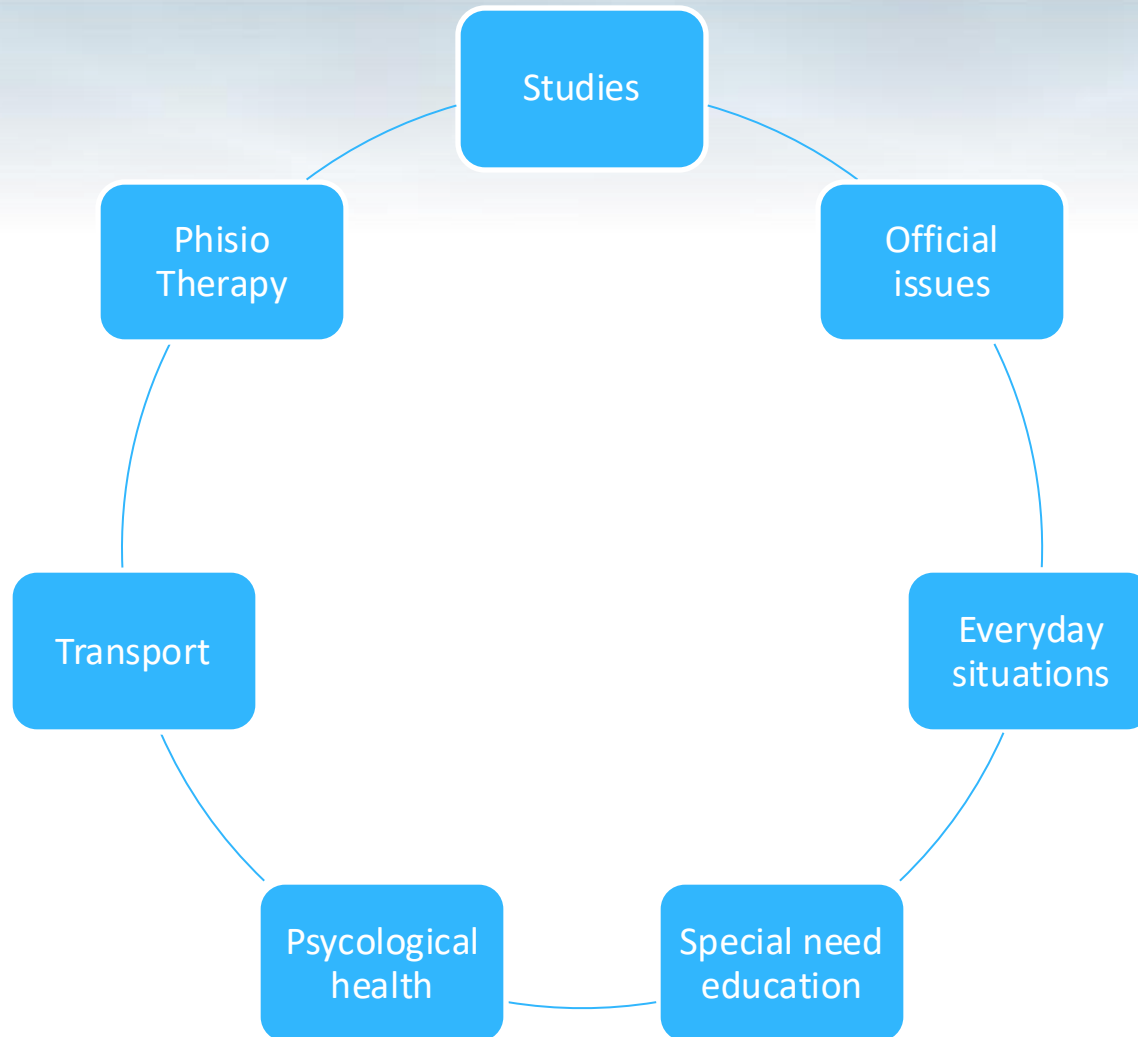 Studies
Official
issues
Everyday
situations
Special need
education
Psycological
health
Transport
Phisio
Therapy